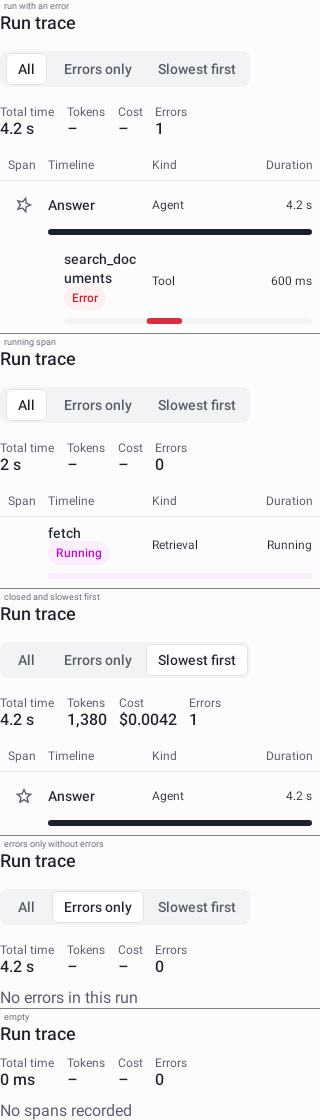 run with an error
Run trace
All Errors only Slowest first
Total time Tokens Cost Errors
4.2 s – – 1
Span Timeline Kind Duration
Answer Agent 4.2 s
search_doc
uments Tool 600 ms
Error
running span
Run trace
All Errors only Slowest first
Total time Tokens Cost Errors
2 s – – 0
Span Timeline Kind Duration
fetch Retrieval Running
Running
closed and slowest first
Run trace
All Errors only Slowest first
Total time Tokens Cost Errors
4.2 s 1,380 $0.0042 1
Span Timeline Kind Duration
Answer Agent 4.2 s
errors only without errors
Run trace
All Errors only Slowest first
Total time Tokens Cost Errors
4.2 s – – 0
No errors in this run
empty
Run trace
Total time Tokens Cost Errors
0 ms – – 0
No spans recorded